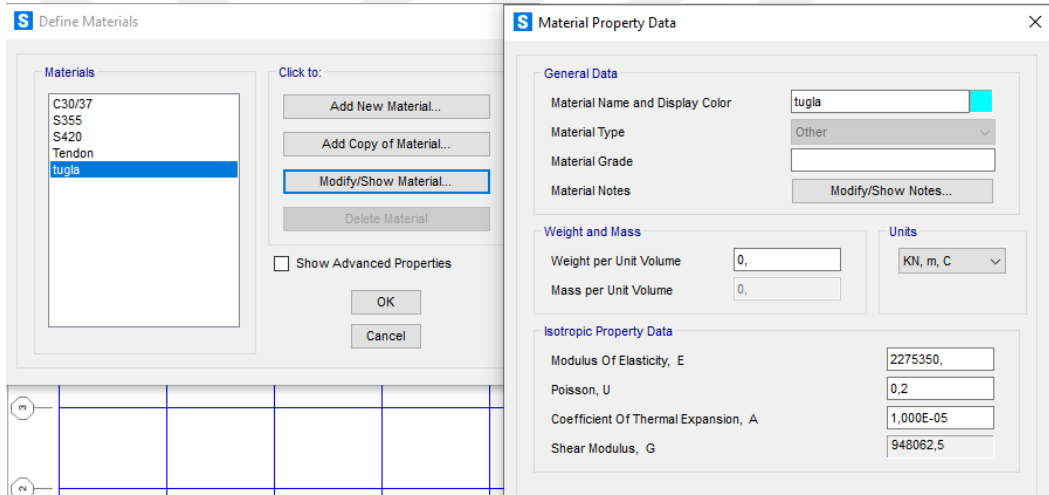 S Define Materials
Materials
C30/37
S355
S420
Tendon
tugla
Click to:
Add New Material...
Add Copy of Material...
Modify/Show Material...
Delete Material
Show Advanced Properties
OK
Cancel
3
2
S Material Property Data
General Data
Material Name and Display Color tugla
Material Type Other
Material Grade
Material Notes Modify/Show Notes...
Weight and Mass
Weight per Unit Volume 0,
Mass per Unit Volume 0,
Units
KN, m, C
Isotropic Property Data
Modulus Of Elasticity, E 2275350,
Poisson, U 0,2
Coefficient Of Thermal Expansion, A 1,000E-05
Shear Modulus, G 948062,5